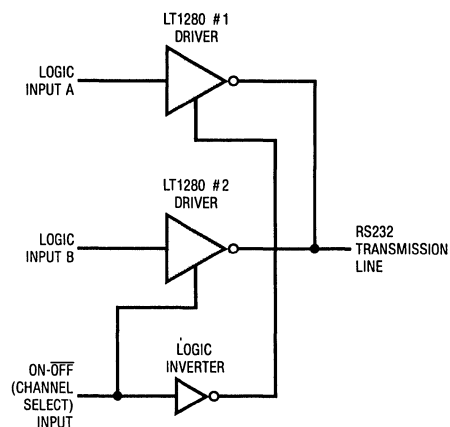 LT1280 #1
DRIVER
LOGIC
INPUT A
LT1280 #2
DRIVER
LOGIC
INPUT B
RS232
TRANSMISSION
LINE
LOGIC
INVERTER
ON-OFF
(CHANNEL
SELECT)
INPUT